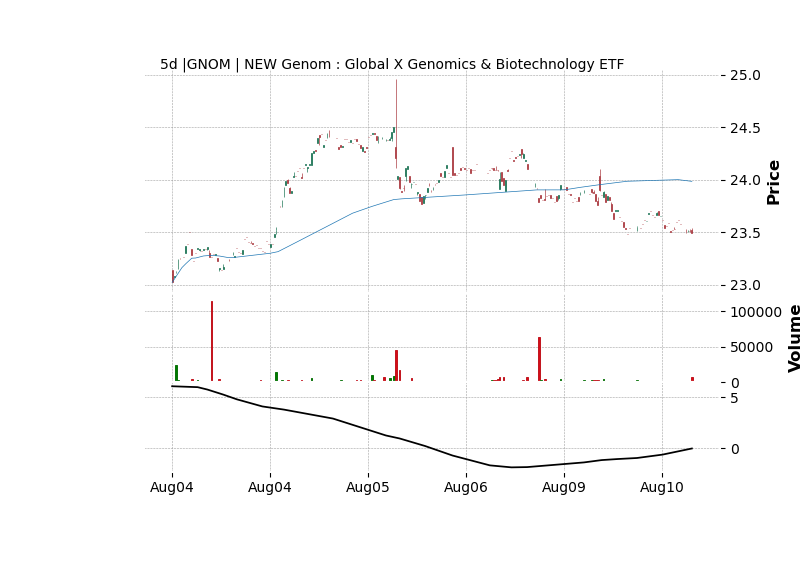 5d |GNOM | NEW Genom : Global X Genomics & Biotechnology ETF
25.0
24.5
24.0
23.5
23.0
Price
100000
50000
0
Volume
5
0
Aug04 Aug04 Aug05 Aug06 Aug09 Aug10